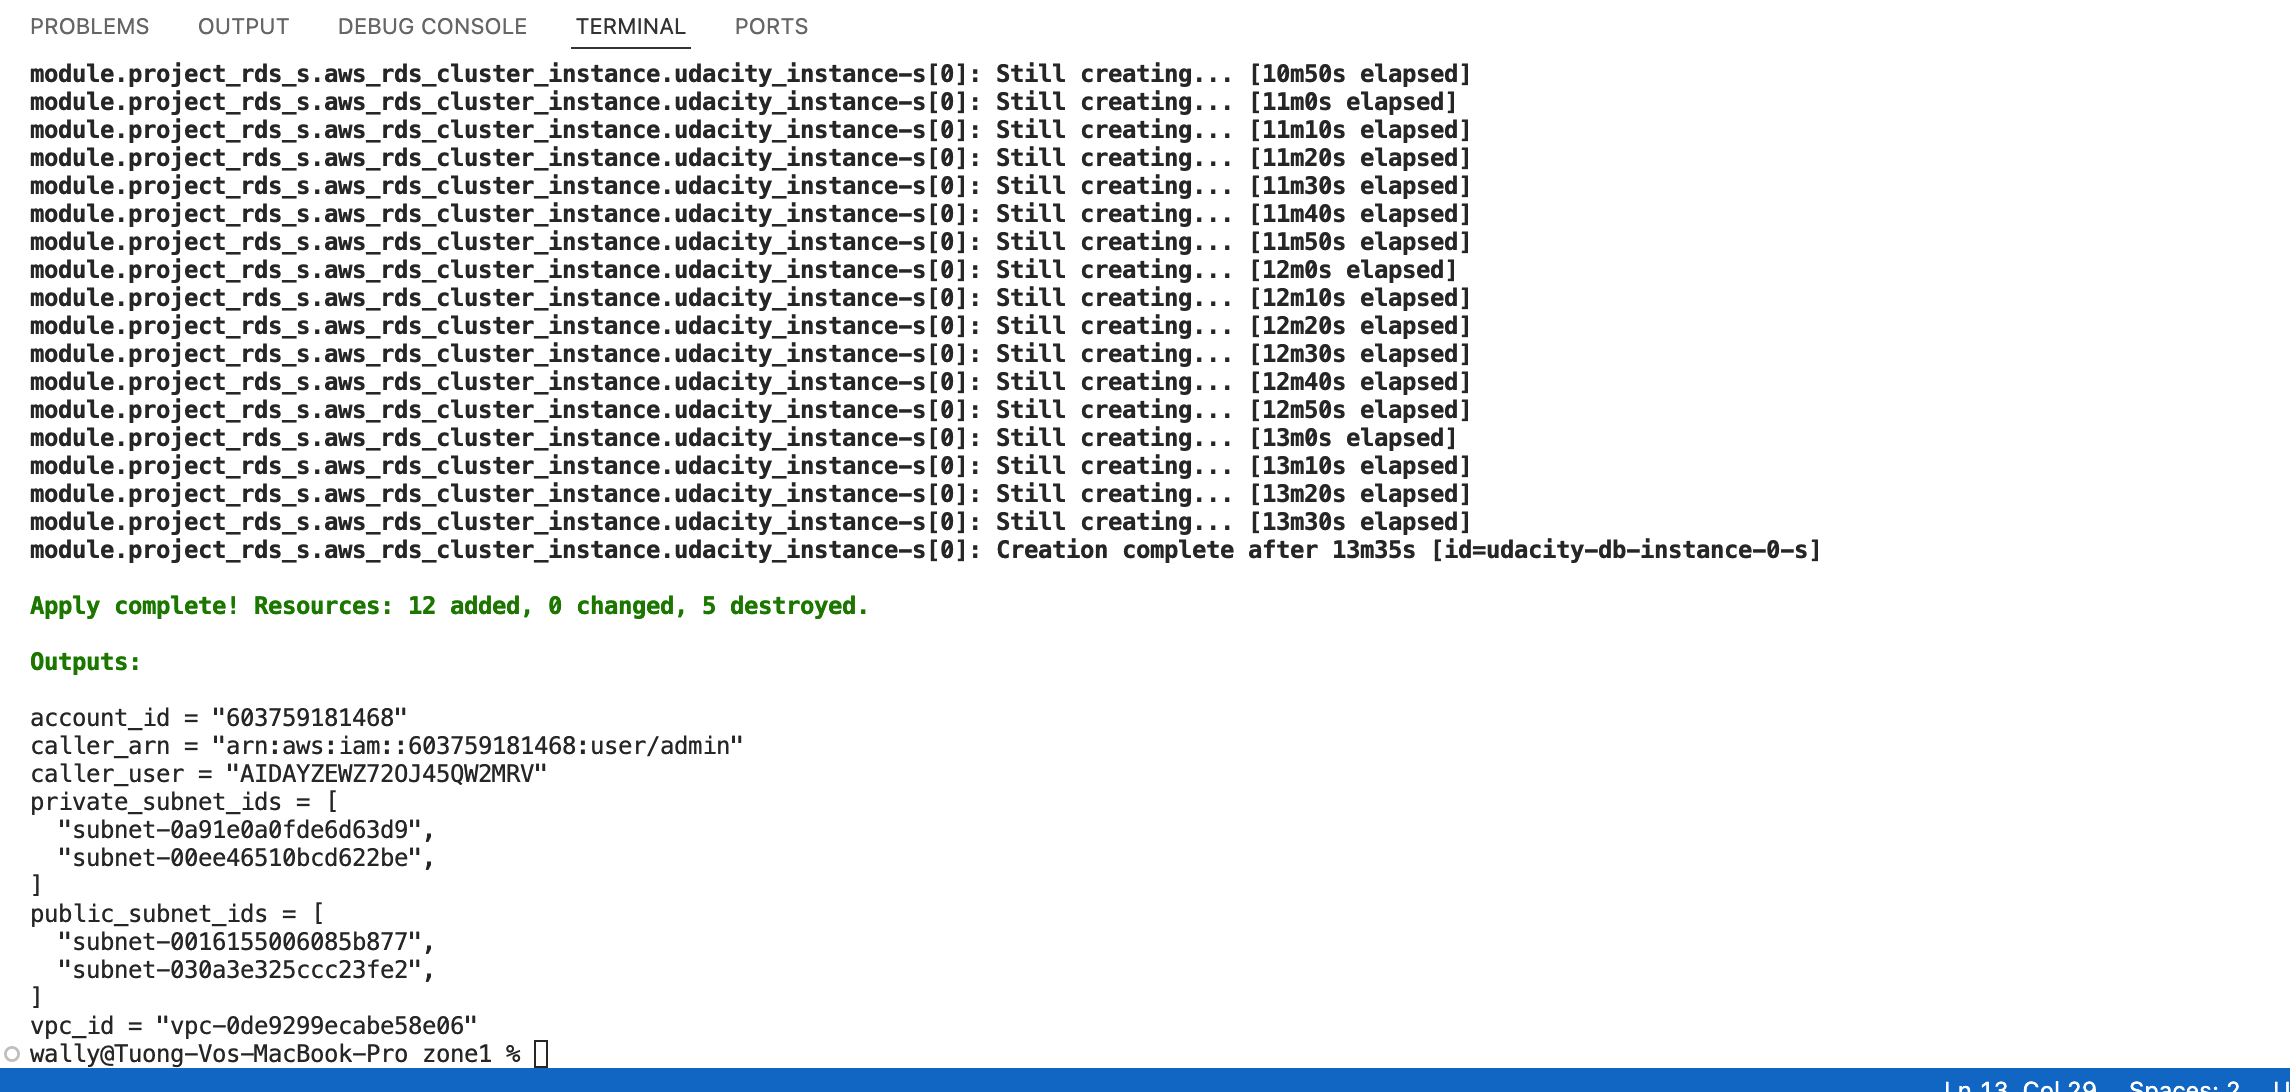 PROBLEMS OUTPUT DEBUG CONSOLE TERMINAL PORTS
module.project_rds_s.aws_rds_cluster_instance.udacity_instance-s[0]: Still creating... [10m50s elapsed]
module.project_rds_s.aws_rds_cluster_instance.udacity_instance-s[0]: Still creating... [11m0s elapsed]
module.project_rds_s.aws_rds_cluster_instance.udacity_instance-s[0]: Still creating... [11m10s elapsed]
module.project_rds_s.aws_rds_cluster_instance.udacity_instance-s[0]: Still creating... [11m20s elapsed]
module.project_rds_s.aws_rds_cluster_instance.udacity_instance-s[0]: Still creating... [11m30s elapsed]
module.project_rds_s.aws_rds_cluster_instance.udacity_instance-s[0]: Still creating... [11m40s elapsed]
module.project_rds_s.aws_rds_cluster_instance.udacity_instance-s[0]: Still creating... [11m50s elapsed]
module.project_rds_s.aws_rds_cluster_instance.udacity_instance-s[0]: Still creating... [12m0s elapsed]
module.project_rds_s.aws_rds_cluster_instance.udacity_instance-s[0]: Still creating... [12m10s elapsed]
module.project_rds_s.aws_rds_cluster_instance.udacity_instance-s[0]: Still creating... [12m20s elapsed]
module.project_rds_s.aws_rds_cluster_instance.udacity_instance-s[0]: Still creating... [12m30s elapsed]
module.project_rds_s.aws_rds_cluster_instance.udacity_instance-s[0]: Still creating... [12m40s elapsed]
module.project_rds_s.aws_rds_cluster_instance.udacity_instance-s[0]: Still creating... [12m50s elapsed]
module.project_rds_s.aws_rds_cluster_instance.udacity_instance-s[0]: Still creating... [13m0s elapsed]
module.project_rds_s.aws_rds_cluster_instance.udacity_instance-s[0]: Still creating... [13m10s elapsed]
module.project_rds_s.aws_rds_cluster_instance.udacity_instance-s[0]: Still creating... [13m20s elapsed]
module.project_rds_s.aws_rds_cluster_instance.udacity_instance-s[0]: Still creating... [13m30s elapsed]
module.project_rds_s.aws_rds_cluster_instance.udacity_instance-s[0]: Creation complete after 13m35s [id=udacity-db-instance-0-s]
Apply complete! Resources: 12 added, 0 changed, 5 destroyed.
Outputs:
account_id = "603759181468"
caller_arn = "arn:aws:iam::603759181468:user/admin"
caller_user = "AIDAYZEWZ72OJ45QW2MRV"
private_subnet_ids = [
"subnet-0a91e0a0fde6d63d9",
"subnet-00ee46510bcd622be",
]
public_subnet_ids = [
"subnet-0016155006085b877",
"subnet-030a3e325ccc23fe2",
]
vpc_id = "vpc-0de9299ecabe58e06"
wally@Tuong-Vos-MacBook-Pro zone1 %
Ln 13, Col 29 Spaces: 2